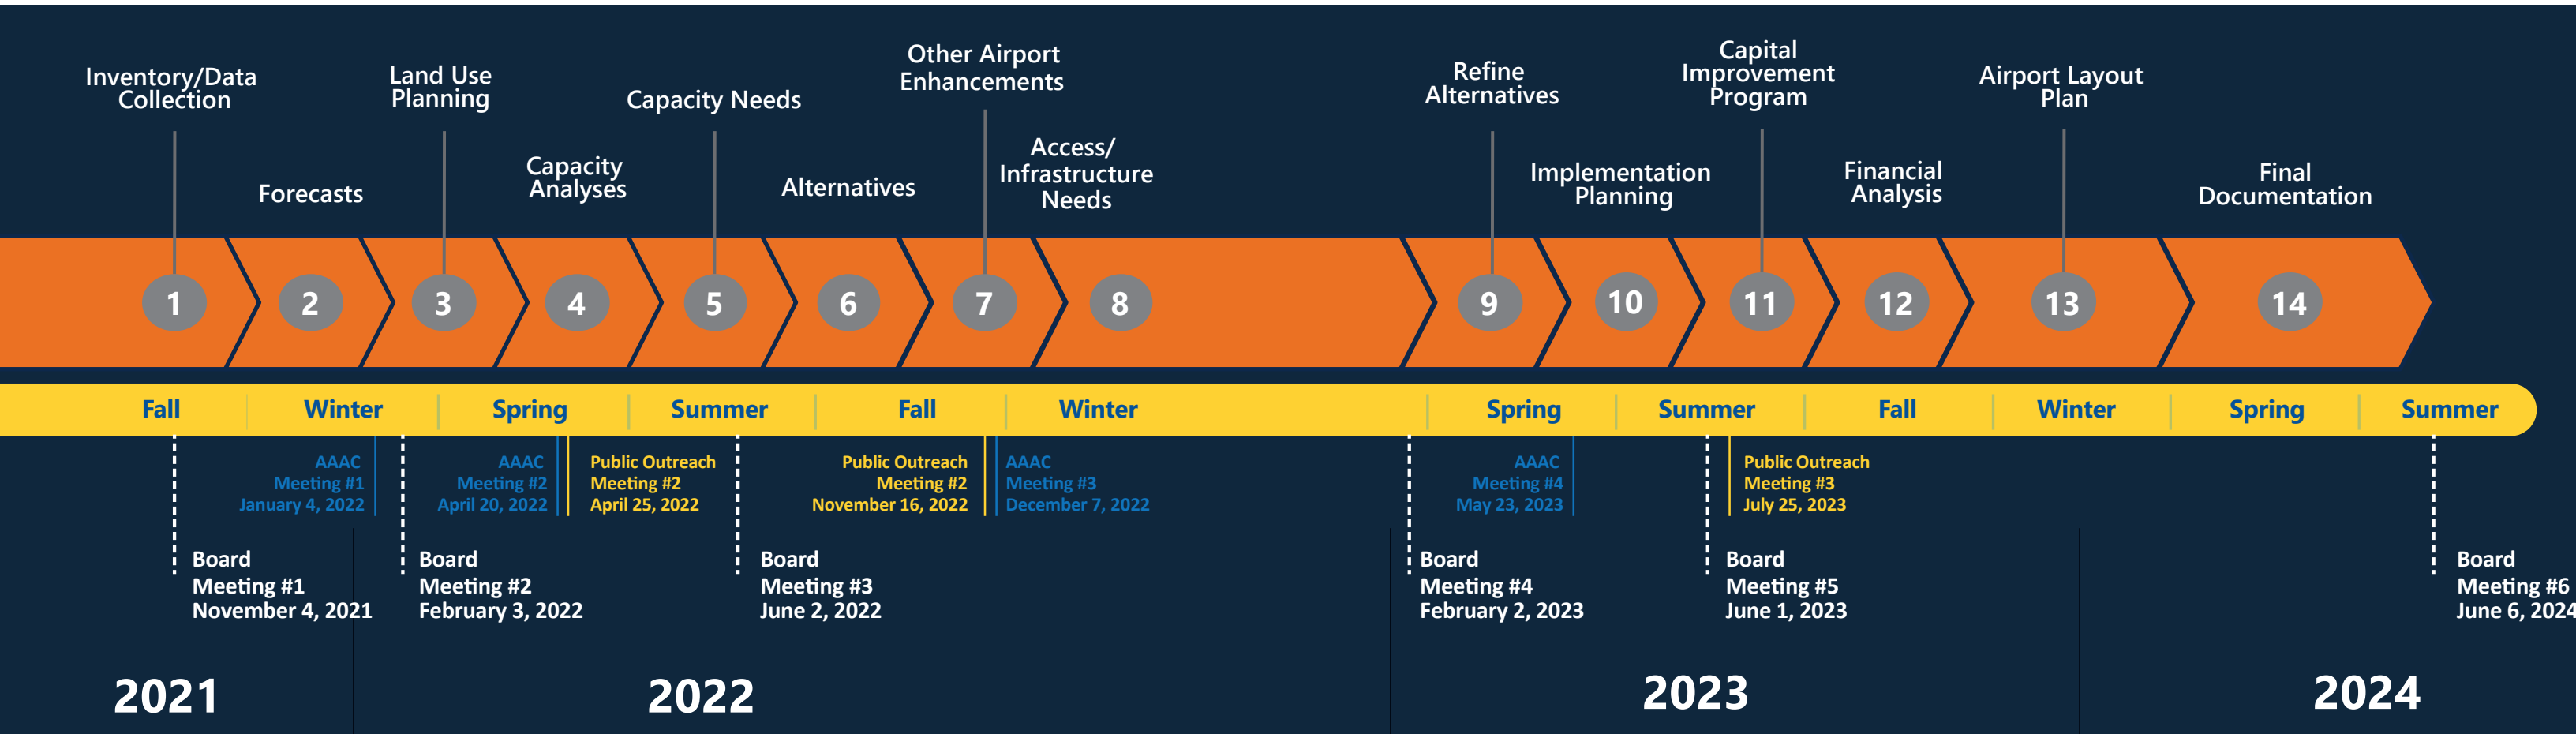 Inventory/Data
Collection
Forecasts
Land Use
Planning
Capacity
Analyses
Capacity Needs
Alternatives
Other Airport
Enhancements
Access/
Infrastructure
Needs
Refine
Alternatives
Implementation
Planning
Capital
Improvement
Program
Financial
Analysis
Airport Layout
Plan
Final
Documentation
1 2 3 4 5 6 7 8 9 10 11 12 13 14
Fall Winter Spring Summer Fall Winter Spring Summer Fall Winter Spring Summer
AAAC
Meeting #1
January 4, 2022
AAAC
Meeting #2
April 20, 2022
Public Outreach
Meeting #2
April 25, 2022
Public Outreach
Meeting #2
November 16, 2022
AAAC
Meeting #3
December 7, 2022
AAAC
Meeting #4
May 23, 2023
Public Outreach
Meeting #3
July 25, 2023
Board
Meeting #1
November 4, 2021
Board
Meeting #2
February 3, 2022
Board
Meeting #3
June 2, 2022
Board
Meeting #4
February 2, 2023
Board
Meeting #5
June 1, 2023
Board
Meeting #6
June 6, 2024
2021 2022 2023 2024